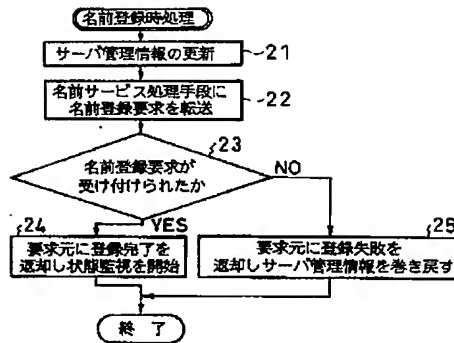 名前登録時処理
サーバ管理情報の更新
21
名前サービス処理手段に
名前登録要求を転送
22
23
名前登録要求が
受け付けられたか
NO
YES
24
要求元に登録完了を
返却し状態監視を開始
25
要求元に登録失敗を
返却しサーバ管理情報を巻き戻す
終了